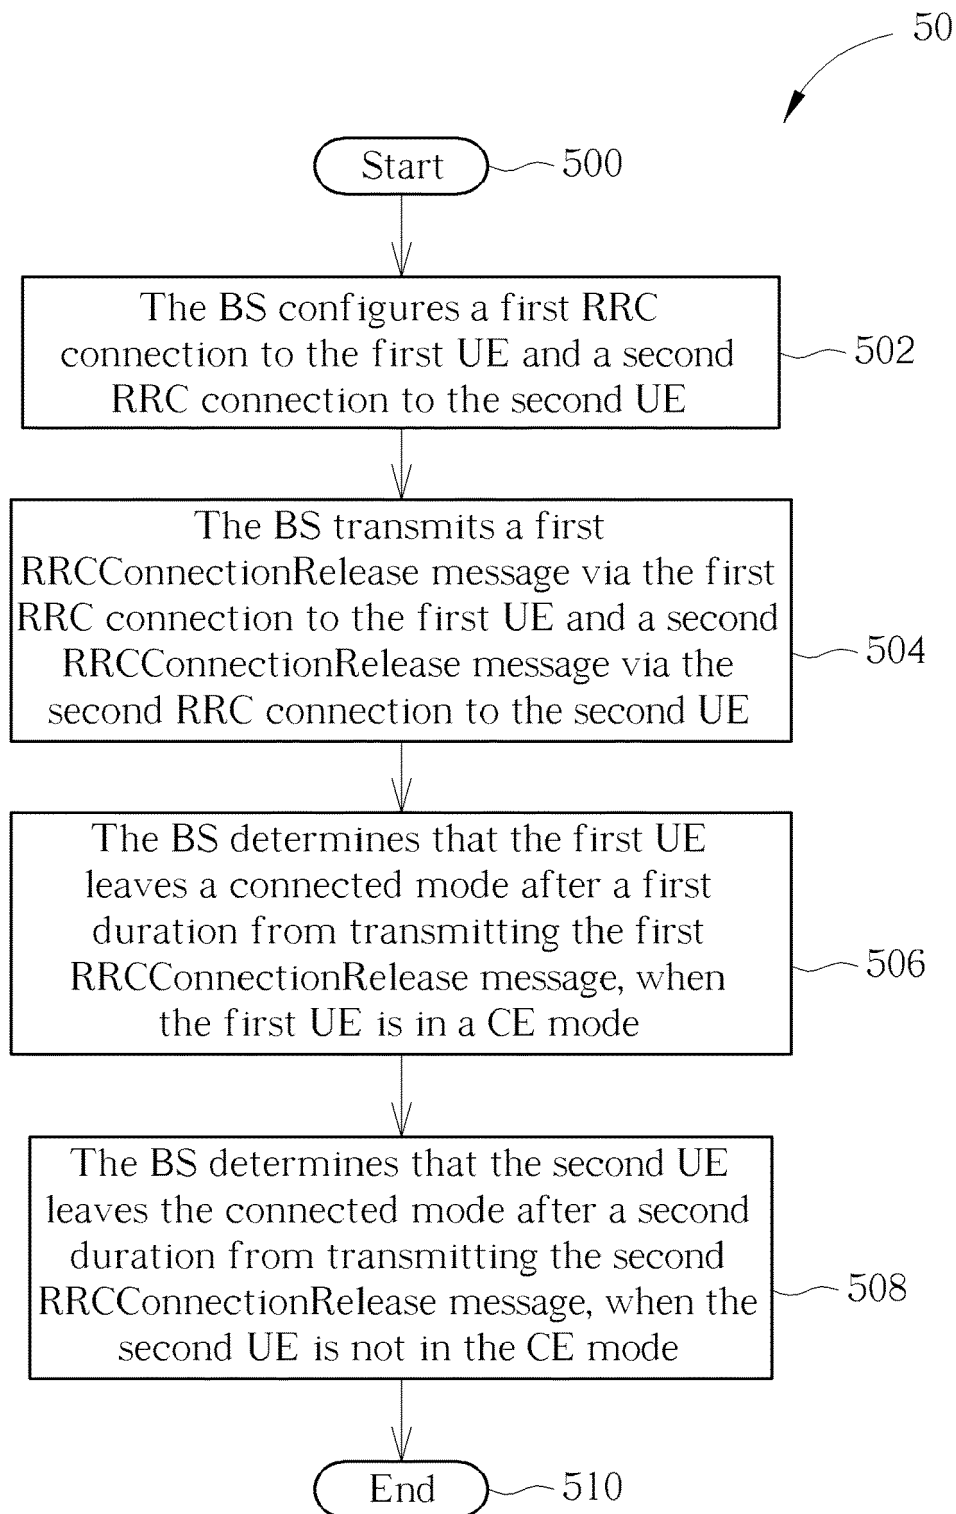 50
Start
500
The BS configures a first RRC
connection to the first UE and a second
RRC connection to the second UE
502
The BS transmits a first
RRCConnectionRelease message via the first
RRC connection to the first UE and a second
RRCConnectionRelease message via the
second RRC connection to the second UE
504
The BS determines that the first UE
leaves a connected mode after a first
duration from transmitting the first
RRCConnectionRelease message, when
the first UE is in a CE mode
506
The BS determines that the second UE
leaves the connected mode after a second
duration from transmitting the second
RRCConnectionRelease message, when the
second UE is not in the CE mode
508
End
510